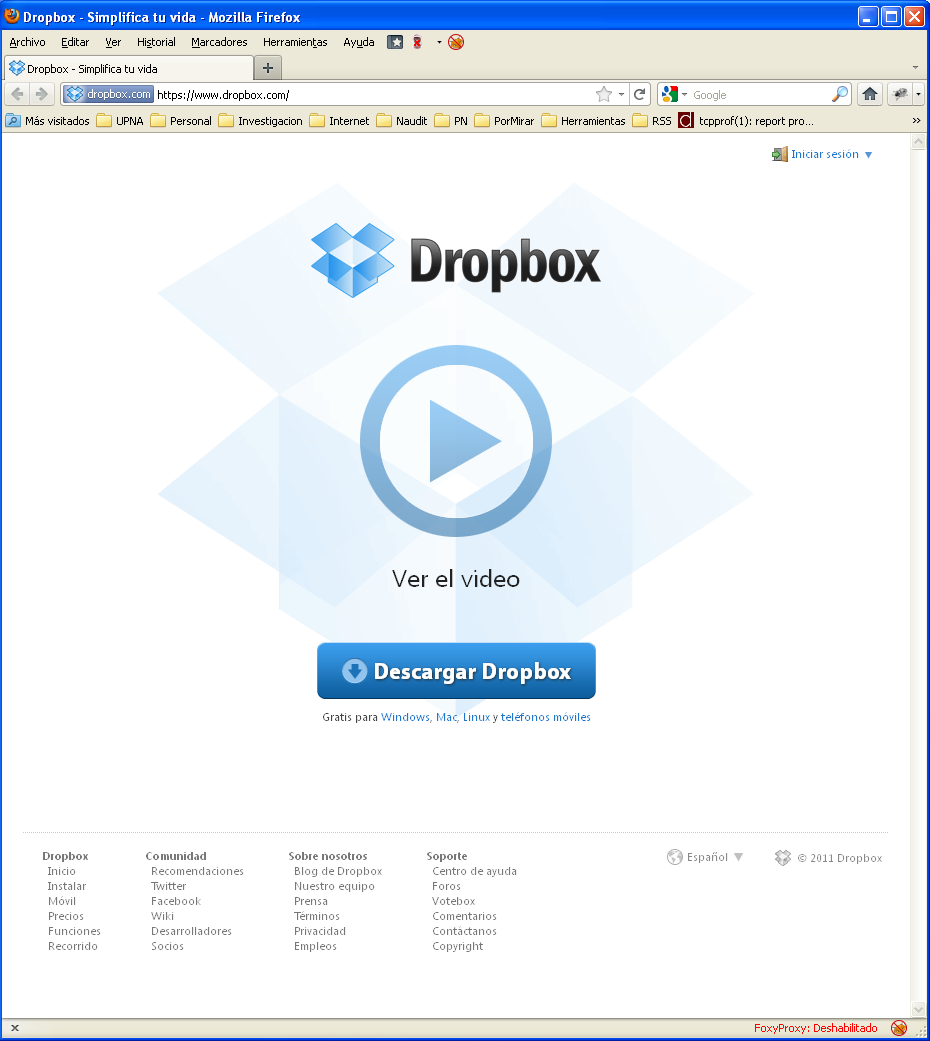 Dropbox - Simplifica tu vida - Mozilla Firefox
Archivo Editar Ver Historial Marcadores Herramientas Ayuda
Dropbox - Simplifica tu vida
dropbox.com https://www.dropbox.com/ Google
Más visitados UPNA Personal Investigacion Internet Naudit PN PorMirar Herramientas RSS tcpprof(1): report pro... »
Iniciar sesión
Dropbox
Ver el video
Descargar Dropbox
Gratis para Windows, Mac, Linux y teléfonos móviles
Dropbox
Inicio
Instalar
Móvil
Precios
Funciones
Recorrido
Comunidad
Recomendaciones
Twitter
Facebook
Wiki
Desarrolladores
Socios
Sobre nosotros
Blog de Dropbox
Nuestro equipo
Prensa
Términos
Privacidad
Empleos
Soporte
Centro de ayuda
Foros
Votebox
Comentarios
Contáctanos
Copyright
Español
© 2011 Dropbox
FoxyProxy: Deshabilitado